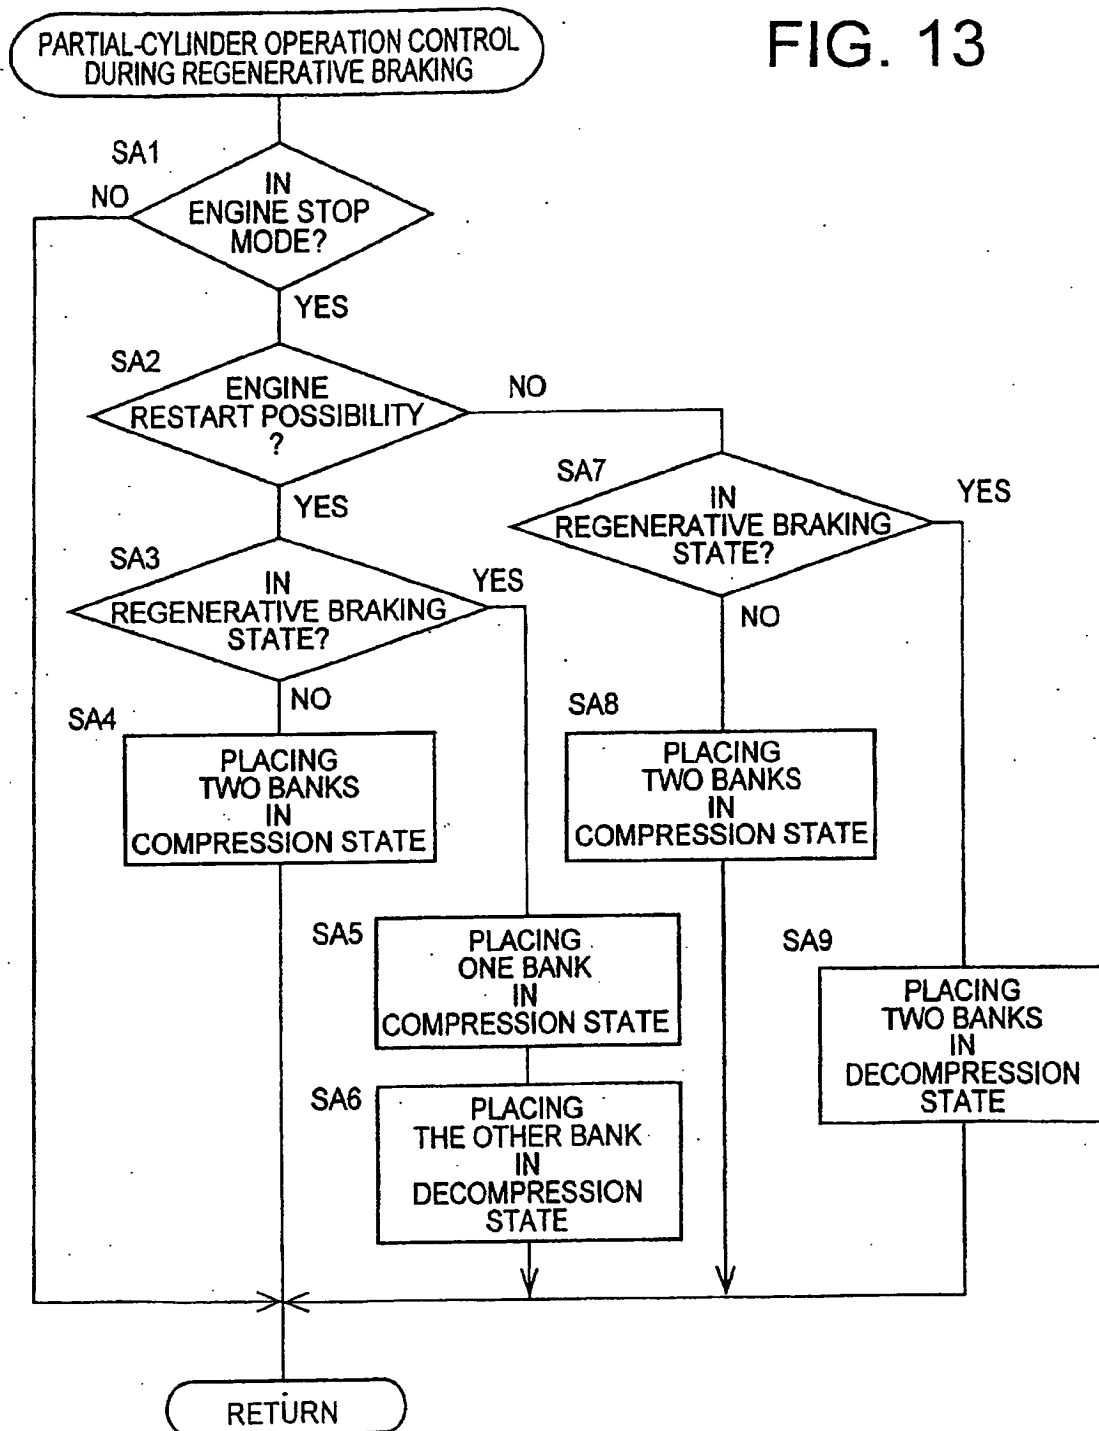 FIG. 13
PARTIAL-CYLINDER OPERATION CONTROL
DURING REGENERATIVE BRAKING
SA1
IN
ENGINE STOP
MODE?
NO
YES
SA2
ENGINE
RESTART POSSIBILITY
?
NO
YES
SA3
IN
REGENERATIVE BRAKING
STATE?
YES
NO
SA7
IN
REGENERATIVE BRAKING
STATE?
YES
NO
SA4
PLACING
TWO BANKS
IN
COMPRESSION STATE
SA8
PLACING
TWO BANKS
IN
COMPRESSION STATE
SA5
PLACING
ONE BANK
IN
COMPRESSION STATE
SA6
PLACING
THE OTHER BANK
IN
DECOMPRESSION
STATE
SA9
PLACING
TWO BANKS
IN
DECOMPRESSION
STATE
RETURN